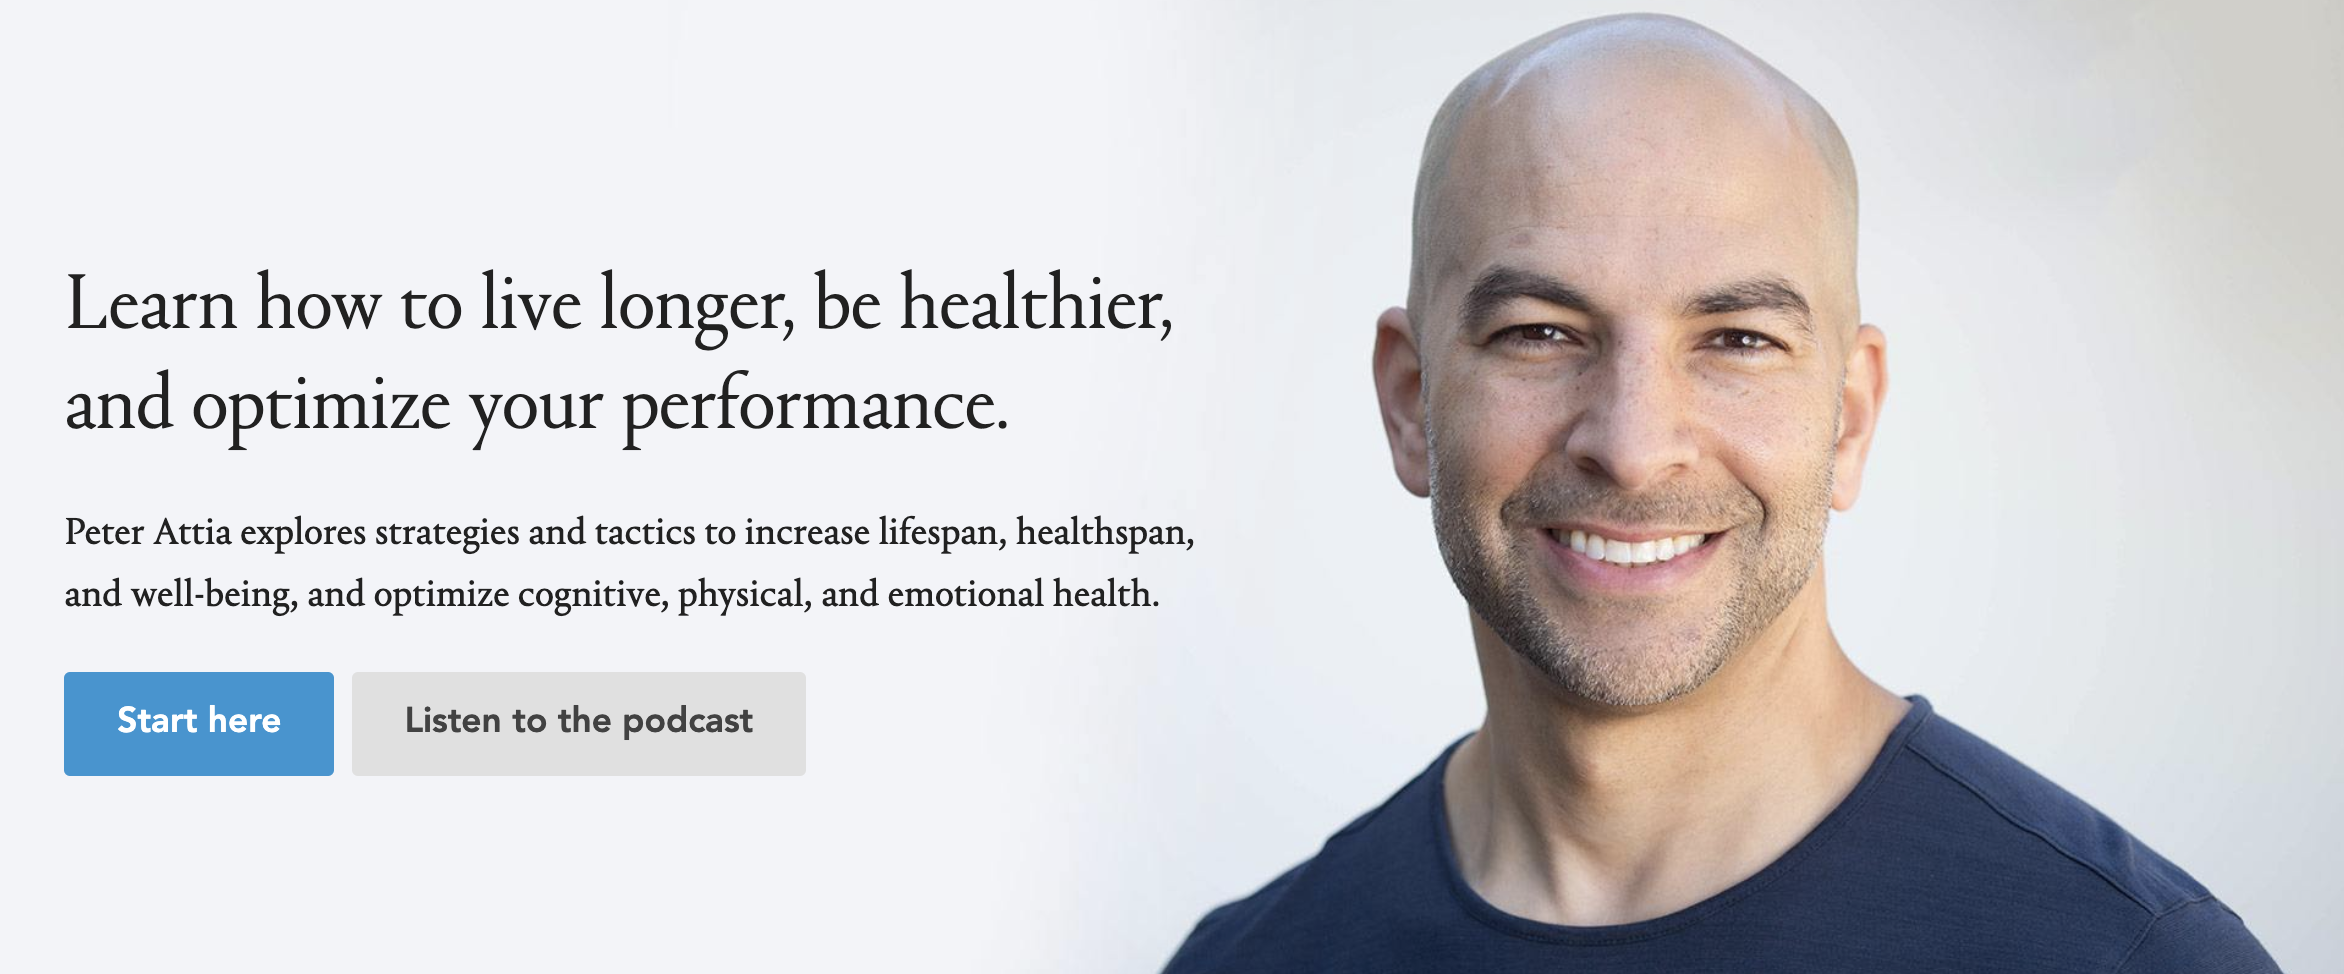 Learn how to live longer, be healthier,
and optimize your performance.
Peter Attia explores strategies and tactics to increase lifespan, healthspan,
and well-being, and optimize cognitive, physical, and emotional health.
Start here
Listen to the podcast